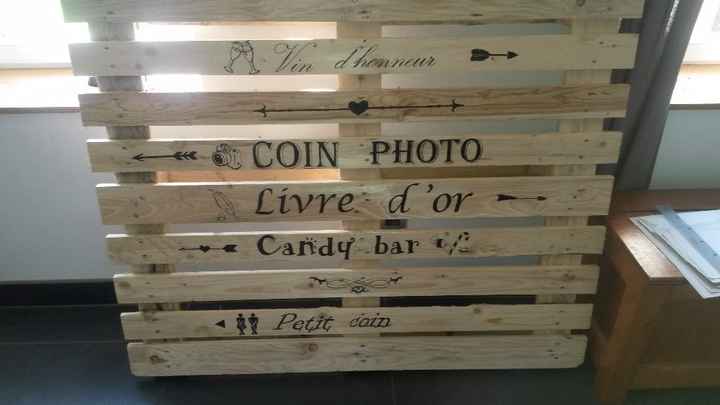 Vin d'honneur
COIN PHOTO
Livre d'or
Candy bar
Petit coin